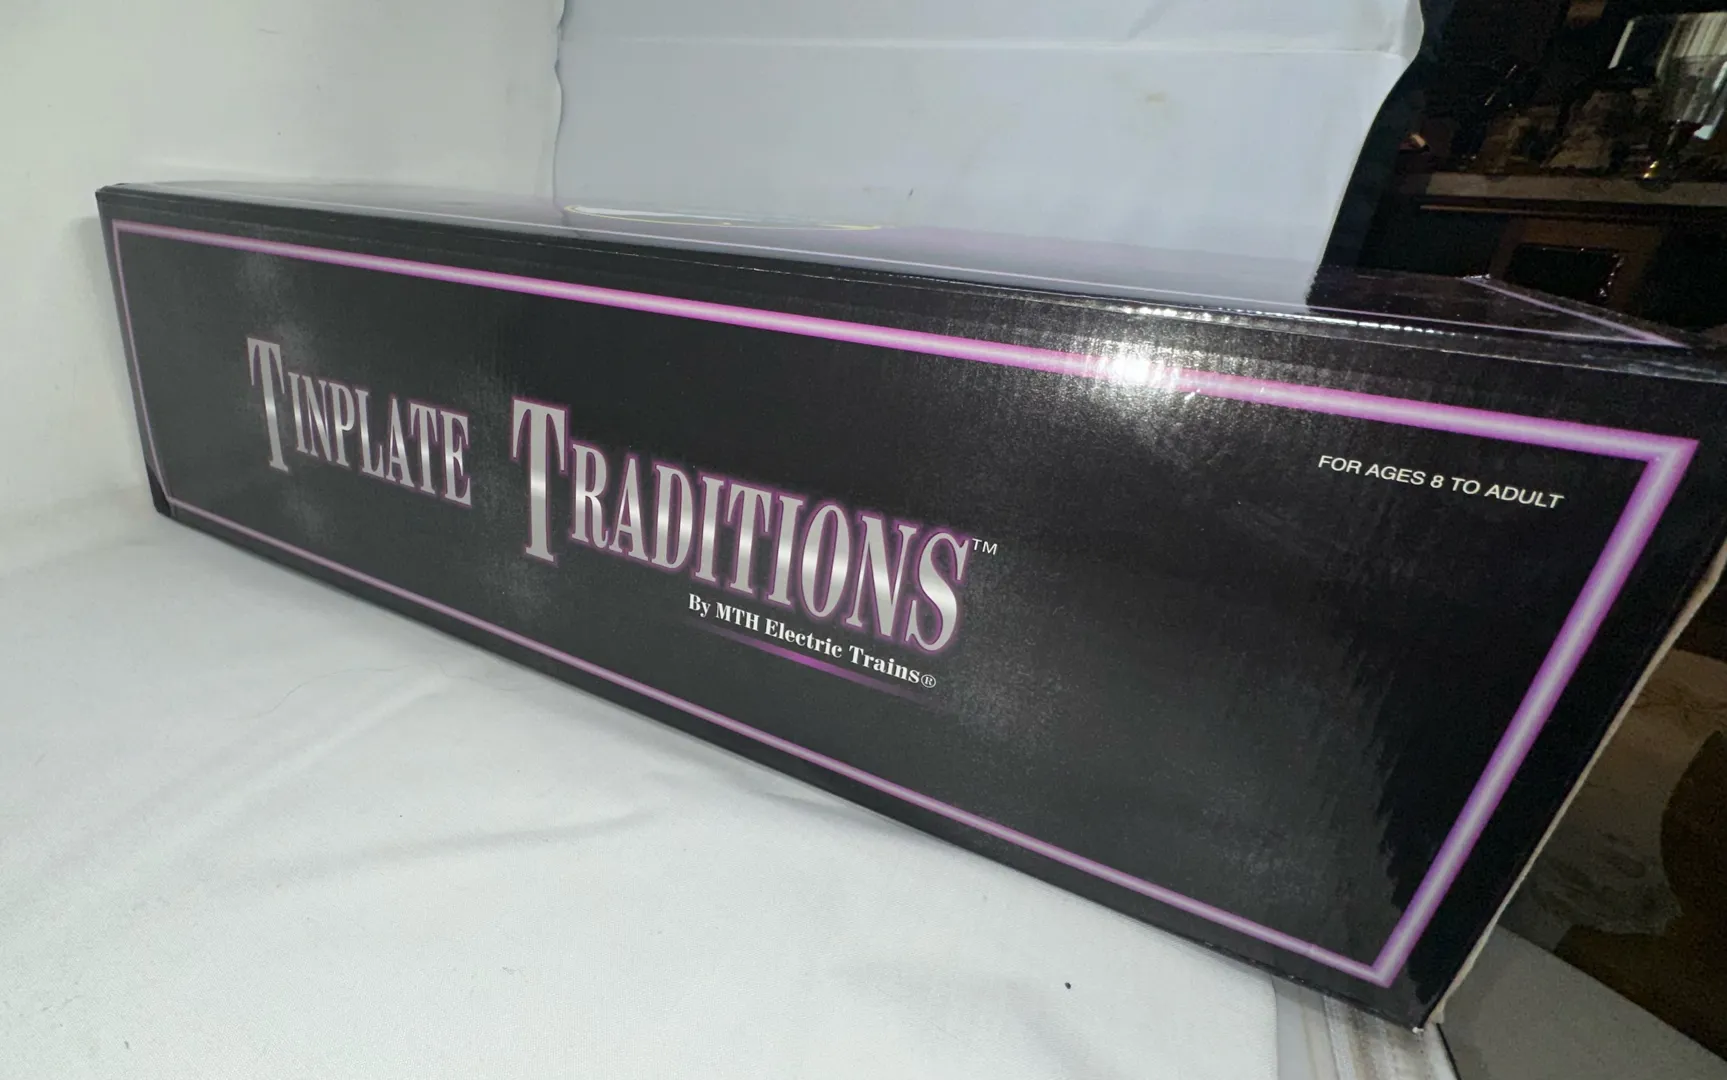 TINPLATE TRADITIONS™
By MTH Electric Trains®
FOR AGES 8 TO ADULT